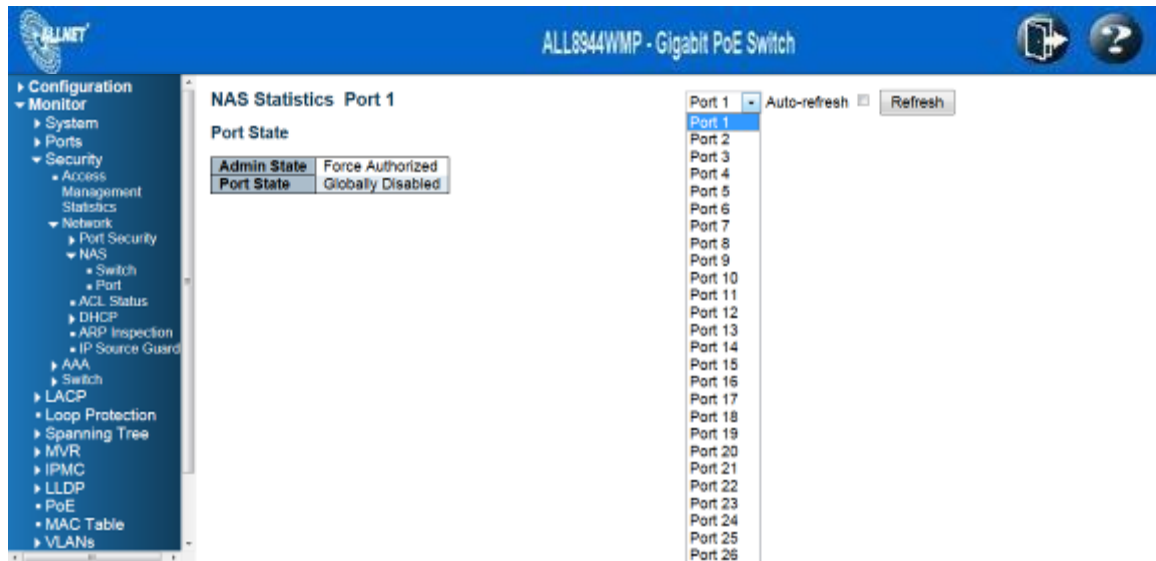 ALLNET
ALL8944WMP - Gigabit PoE Switch
?
Configuration
Monitor
System
Ports
Security
Access
Management
Statistics
Network
Port Security
NAS
Switch
Port
ACL Status
DHCP
ARP Inspection
IP Source Guard
AAA
Switch
LACP
Loop Protection
Spanning Tree
MVR
IPMC
LLDP
PoE
MAC Table
VLANs
NAS Statistics Port 1
Port 1 Auto-refresh Refresh
Port State
Admin State Force Authorized
Port State Globally Disabled
Port 1
Port 2
Port 3
Port 4
Port 5
Port 6
Port 7
Port 8
Port 9
Port 10
Port 11
Port 12
Port 13
Port 14
Port 15
Port 16
Port 17
Port 18
Port 19
Port 20
Port 21
Port 22
Port 23
Port 24
Port 25
Port 26